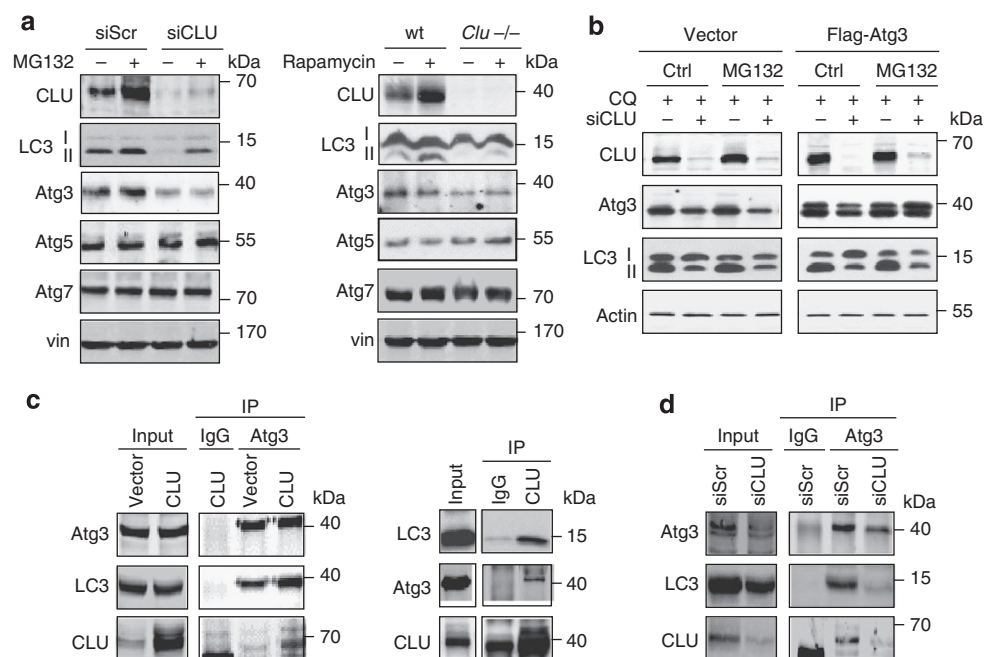 a
siScr siCLU
MG132 – + – + kDa
CLU 70
LC3 I II 15
Atg3 40
Atg5 55
Atg7 70
vin 170
wt Clu –/–
Rapamycin – + – + kDa
CLU 40
LC3 I II 15
Atg3 40
Atg5 55
Atg7 70
vin 170
b
Vector Flag-Atg3
Ctrl MG132 Ctrl MG132
CQ + + + + + + + +
siCLU – + – + – + – + kDa
CLU 70
Atg3 40
LC3 I II 15
Actin 55
c
IP
Input IgG Atg3
Vector CLU CLU Vector CLU kDa
Atg3 40
LC3 40
CLU 70
IP
Input IgG CLU kDa
LC3 15
Atg3 40
CLU 40
d
IP
Input IgG Atg3
siScr siCLU siScr siScr siCLU kDa
Atg3 40
LC3 15
CLU 70